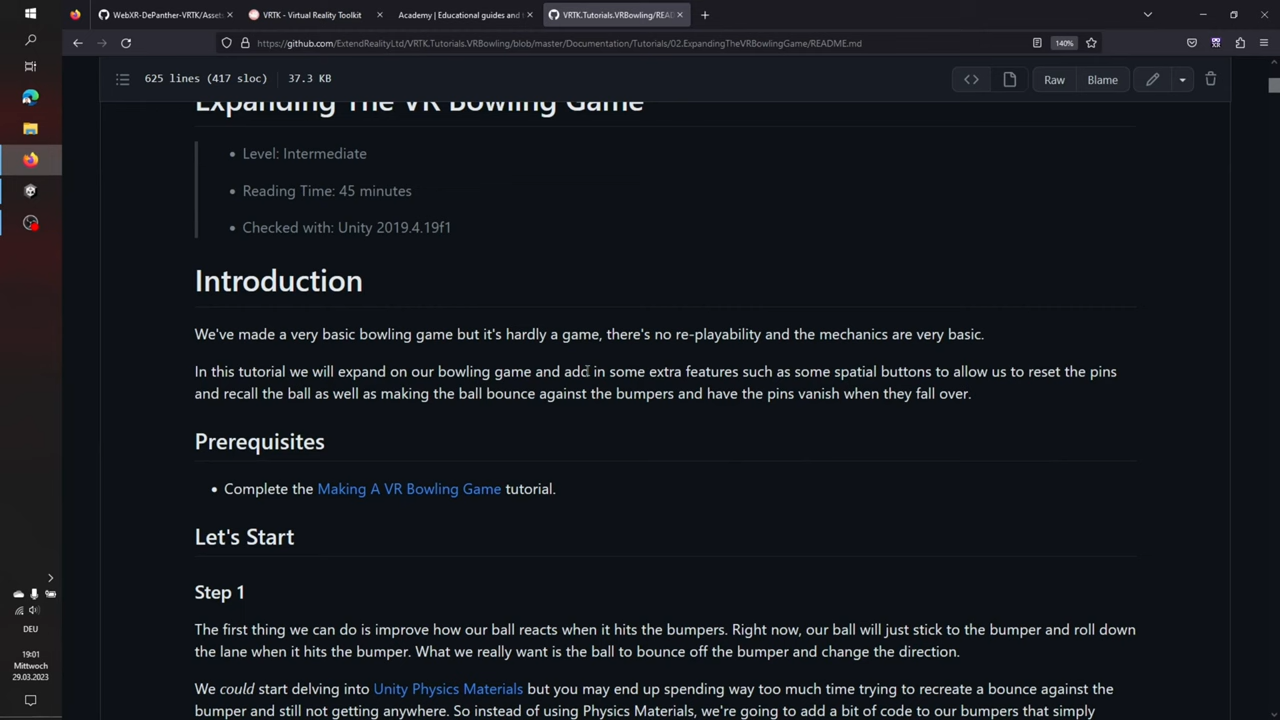 WebXR-DePanther-VRTK/Asset
VRTK - Virtual Reality Toolkit
Academy | Educational guides and
VRTK.Tutorials.VRBowling/READ
https://github.com/ExtendRealityLtd/VRTK.Tutorials.VRBowling/blob/master/Documentation/Tutorials/02.ExpandingTheVRBowlingGame/README.md
140%
625 lines (417 sloc) 37.3 KB
Raw
Blame
Expanding The VR Bowling Game
Level: Intermediate
Reading Time: 45 minutes
Checked with: Unity 2019.4.19f1
Introduction
We've made a very basic bowling game but it's hardly a game, there's no re-playability and the mechanics are very basic.
In this tutorial we will expand on our bowling game and add in some extra features such as some spatial buttons to allow us to reset the pins
and recall the ball as well as making the ball bounce against the bumpers and have the pins vanish when they fall over.
Prerequisites
Complete the Making A VR Bowling Game tutorial.
Let's Start
Step 1
The first thing we can do is improve how our ball reacts when it hits the bumpers. Right now, our ball will just stick to the bumper and roll down
the lane when it hits the bumper. What we really want is the ball to bounce off the bumper and change the direction.
We could start delving into Unity Physics Materials but you may end up spending way too much time trying to recreate a bounce against the
bumper and still not getting anywhere. So instead of using Physics Materials, we're going to add a bit of code to our bumpers that simply
DEU
19:01
Mittwoch
29.03.2023